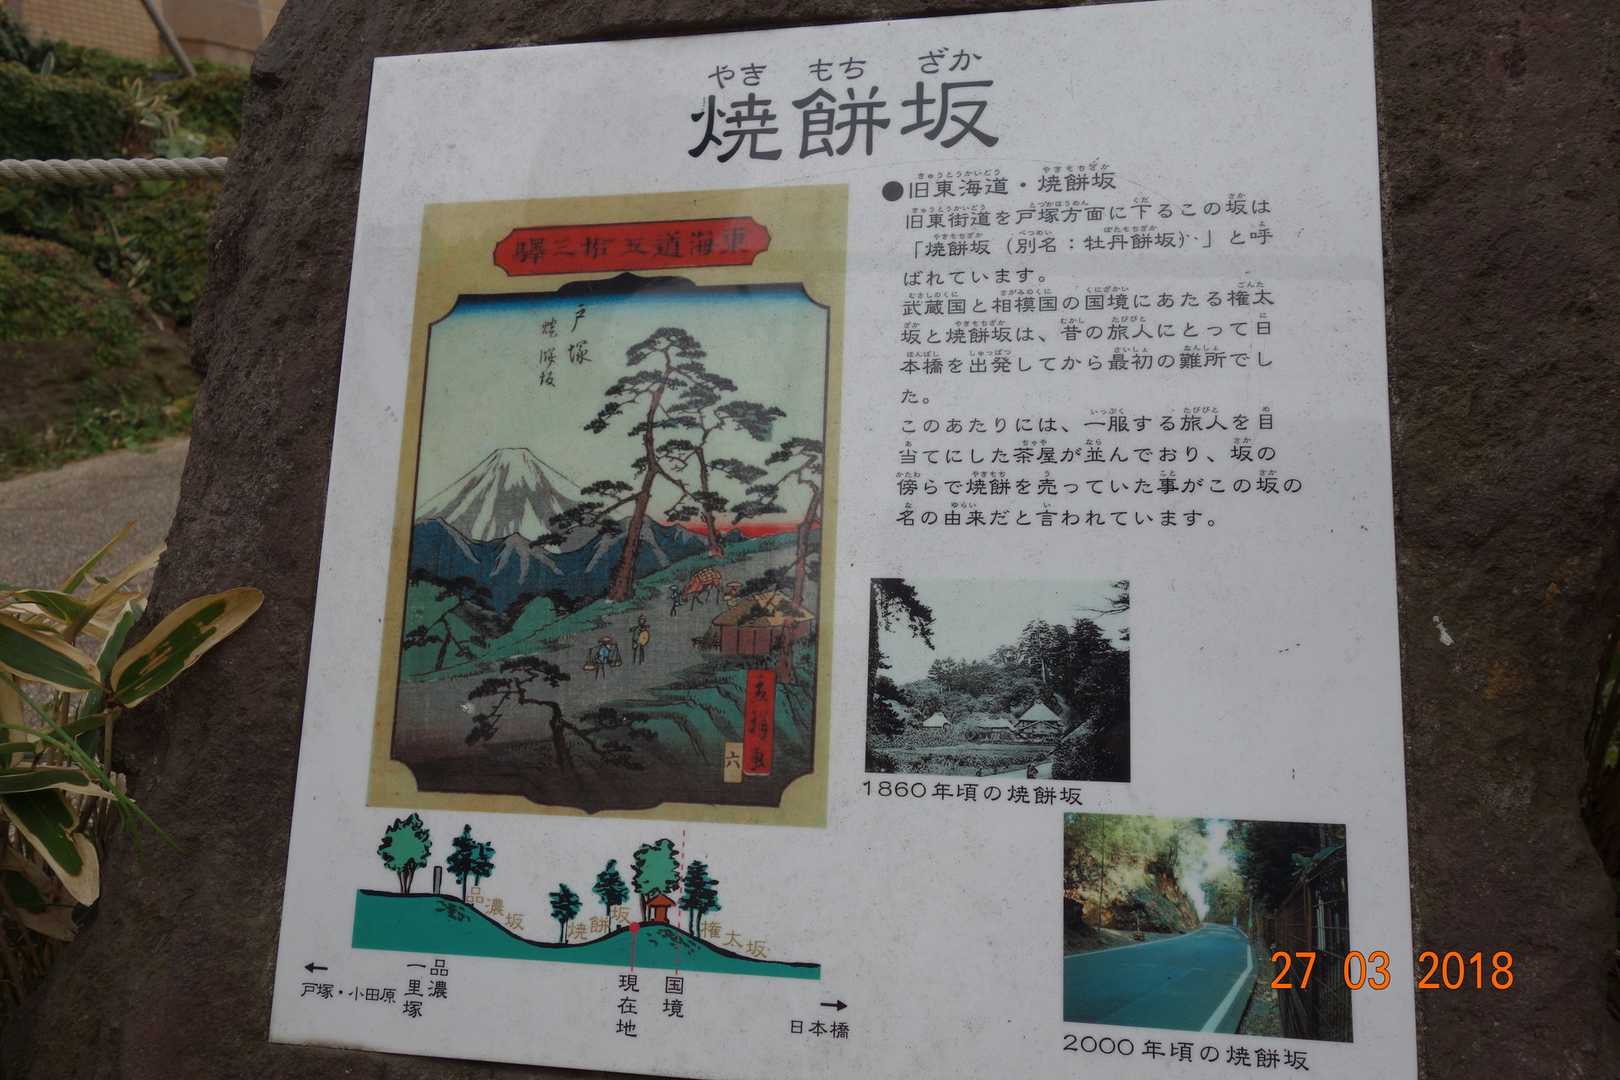 やき もち ざか
焼餅坂
●旧東海道・焼餅坂
旧東街道を戸塚方面に下るこの坂は
「焼餅坂（別名：牡丹餅坂）」と呼
ばれています。
武蔵国と相模国の国境にあたる権太
坂と焼餅坂は、昔の旅人にとって日
本橋を出発してから最初の難所でし
た。
このあたりには、一服する旅人を目
当てにした茶屋が並んでおり、坂の
傍らで焼餅を売っていた事がこの坂の
名の由来だと言われています。
東海道五拾三驛
戸塚
焼餅坂
六
1860年頃の焼餅坂
2000年頃の焼餅坂
品濃坂
焼餅坂
権太坂
←
戸塚・小田原
品濃
一里塚
現在地
国境
→
日本橋
27 03 2018